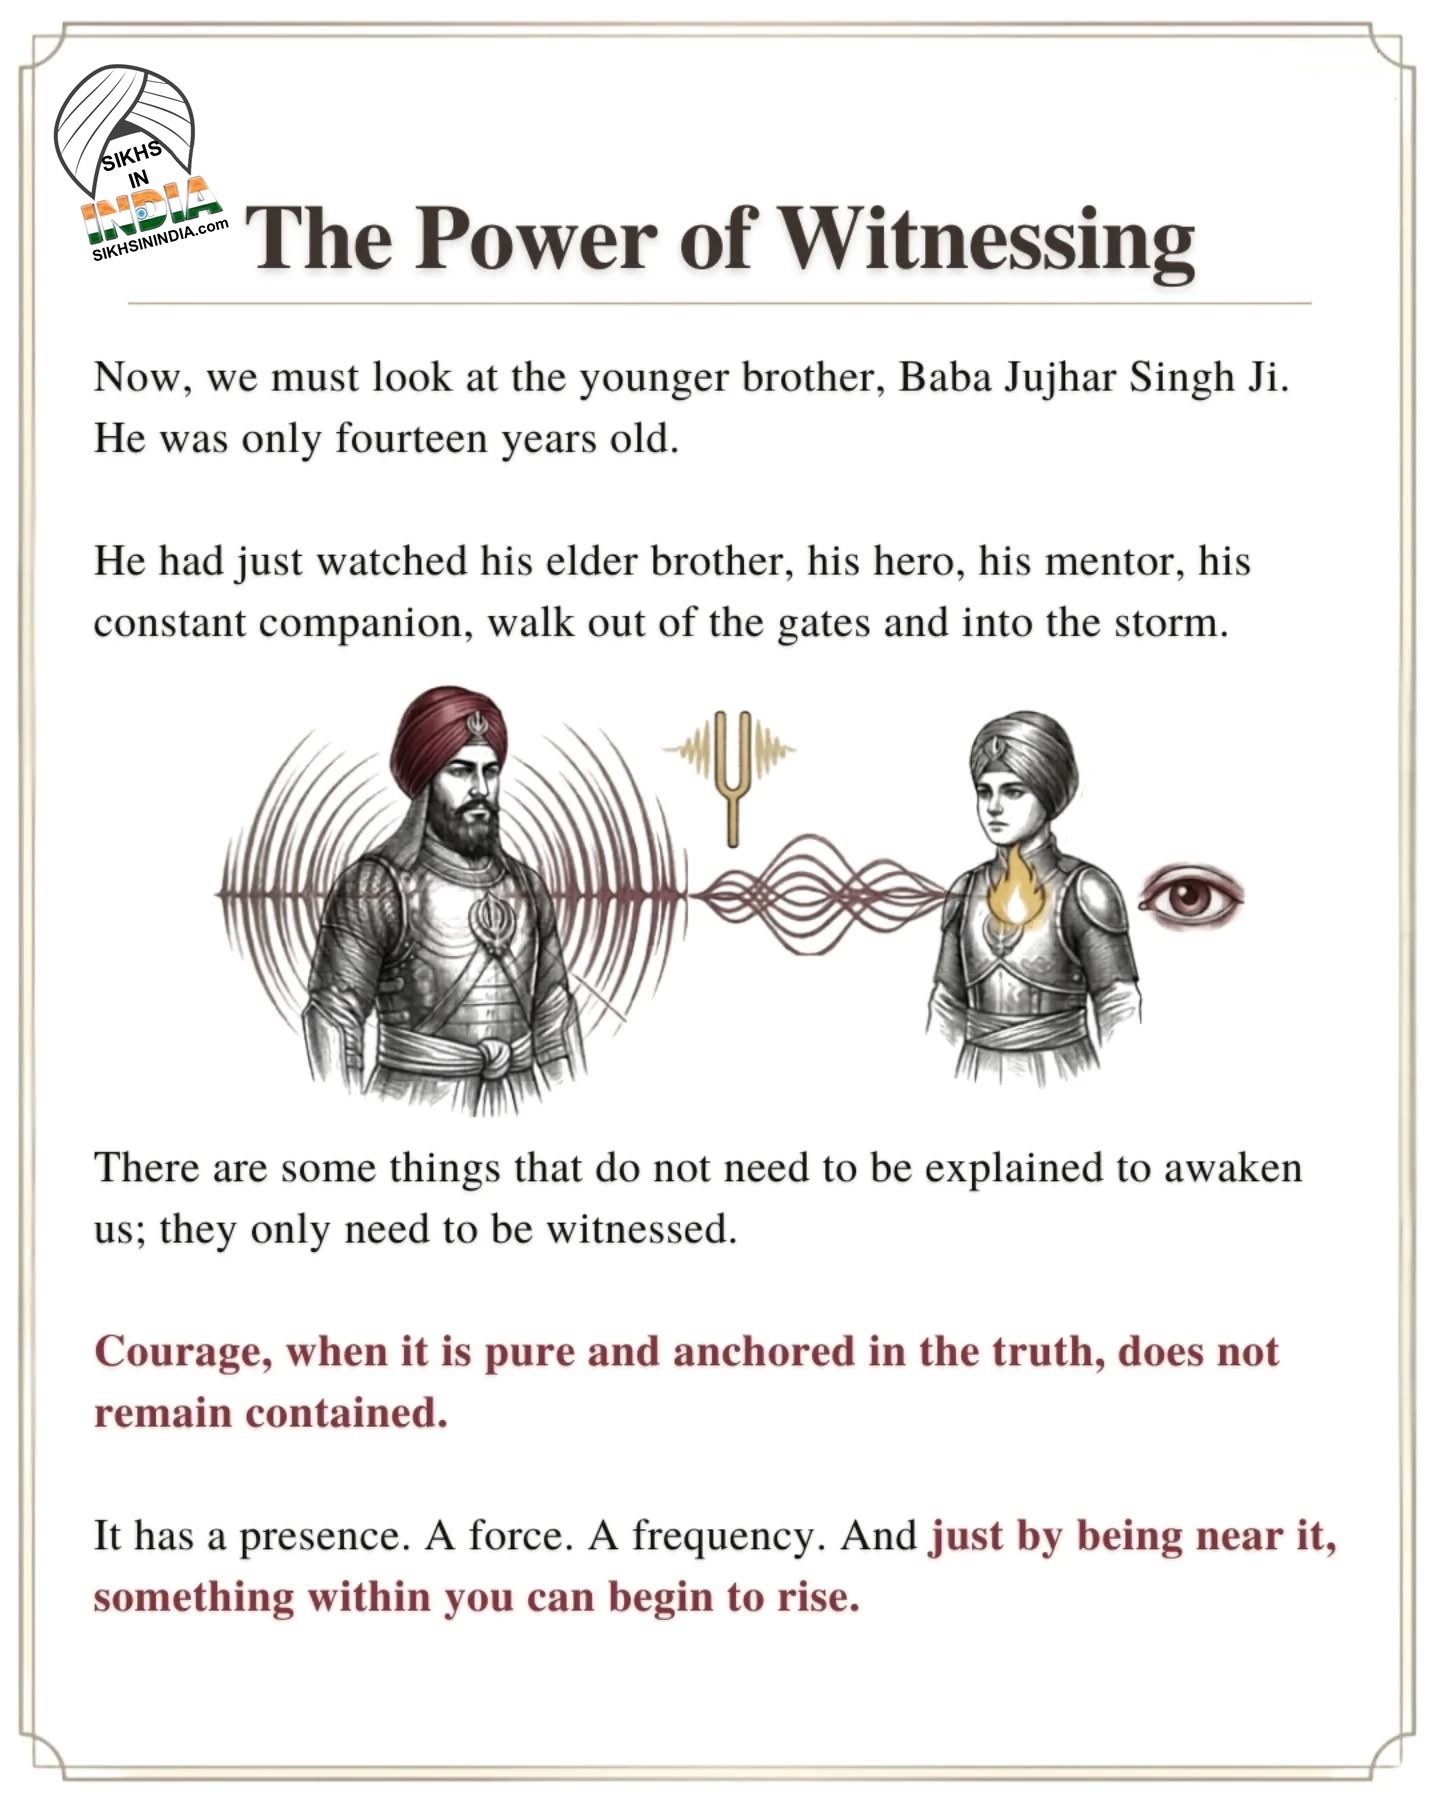 SIKHS
IN
INDIA
SIKHSININDIA.com
The Power of Witnessing
Now, we must look at the younger brother, Baba Jujhar Singh Ji.
He was only fourteen years old.
He had just watched his elder brother, his hero, his mentor, his
constant companion, walk out of the gates and into the storm.
There are some things that do not need to be explained to awaken
us; they only need to be witnessed.
Courage, when it is pure and anchored in the truth, does not
remain contained.
It has a presence. A force. A frequency. And just by being near it,
something within you can begin to rise.